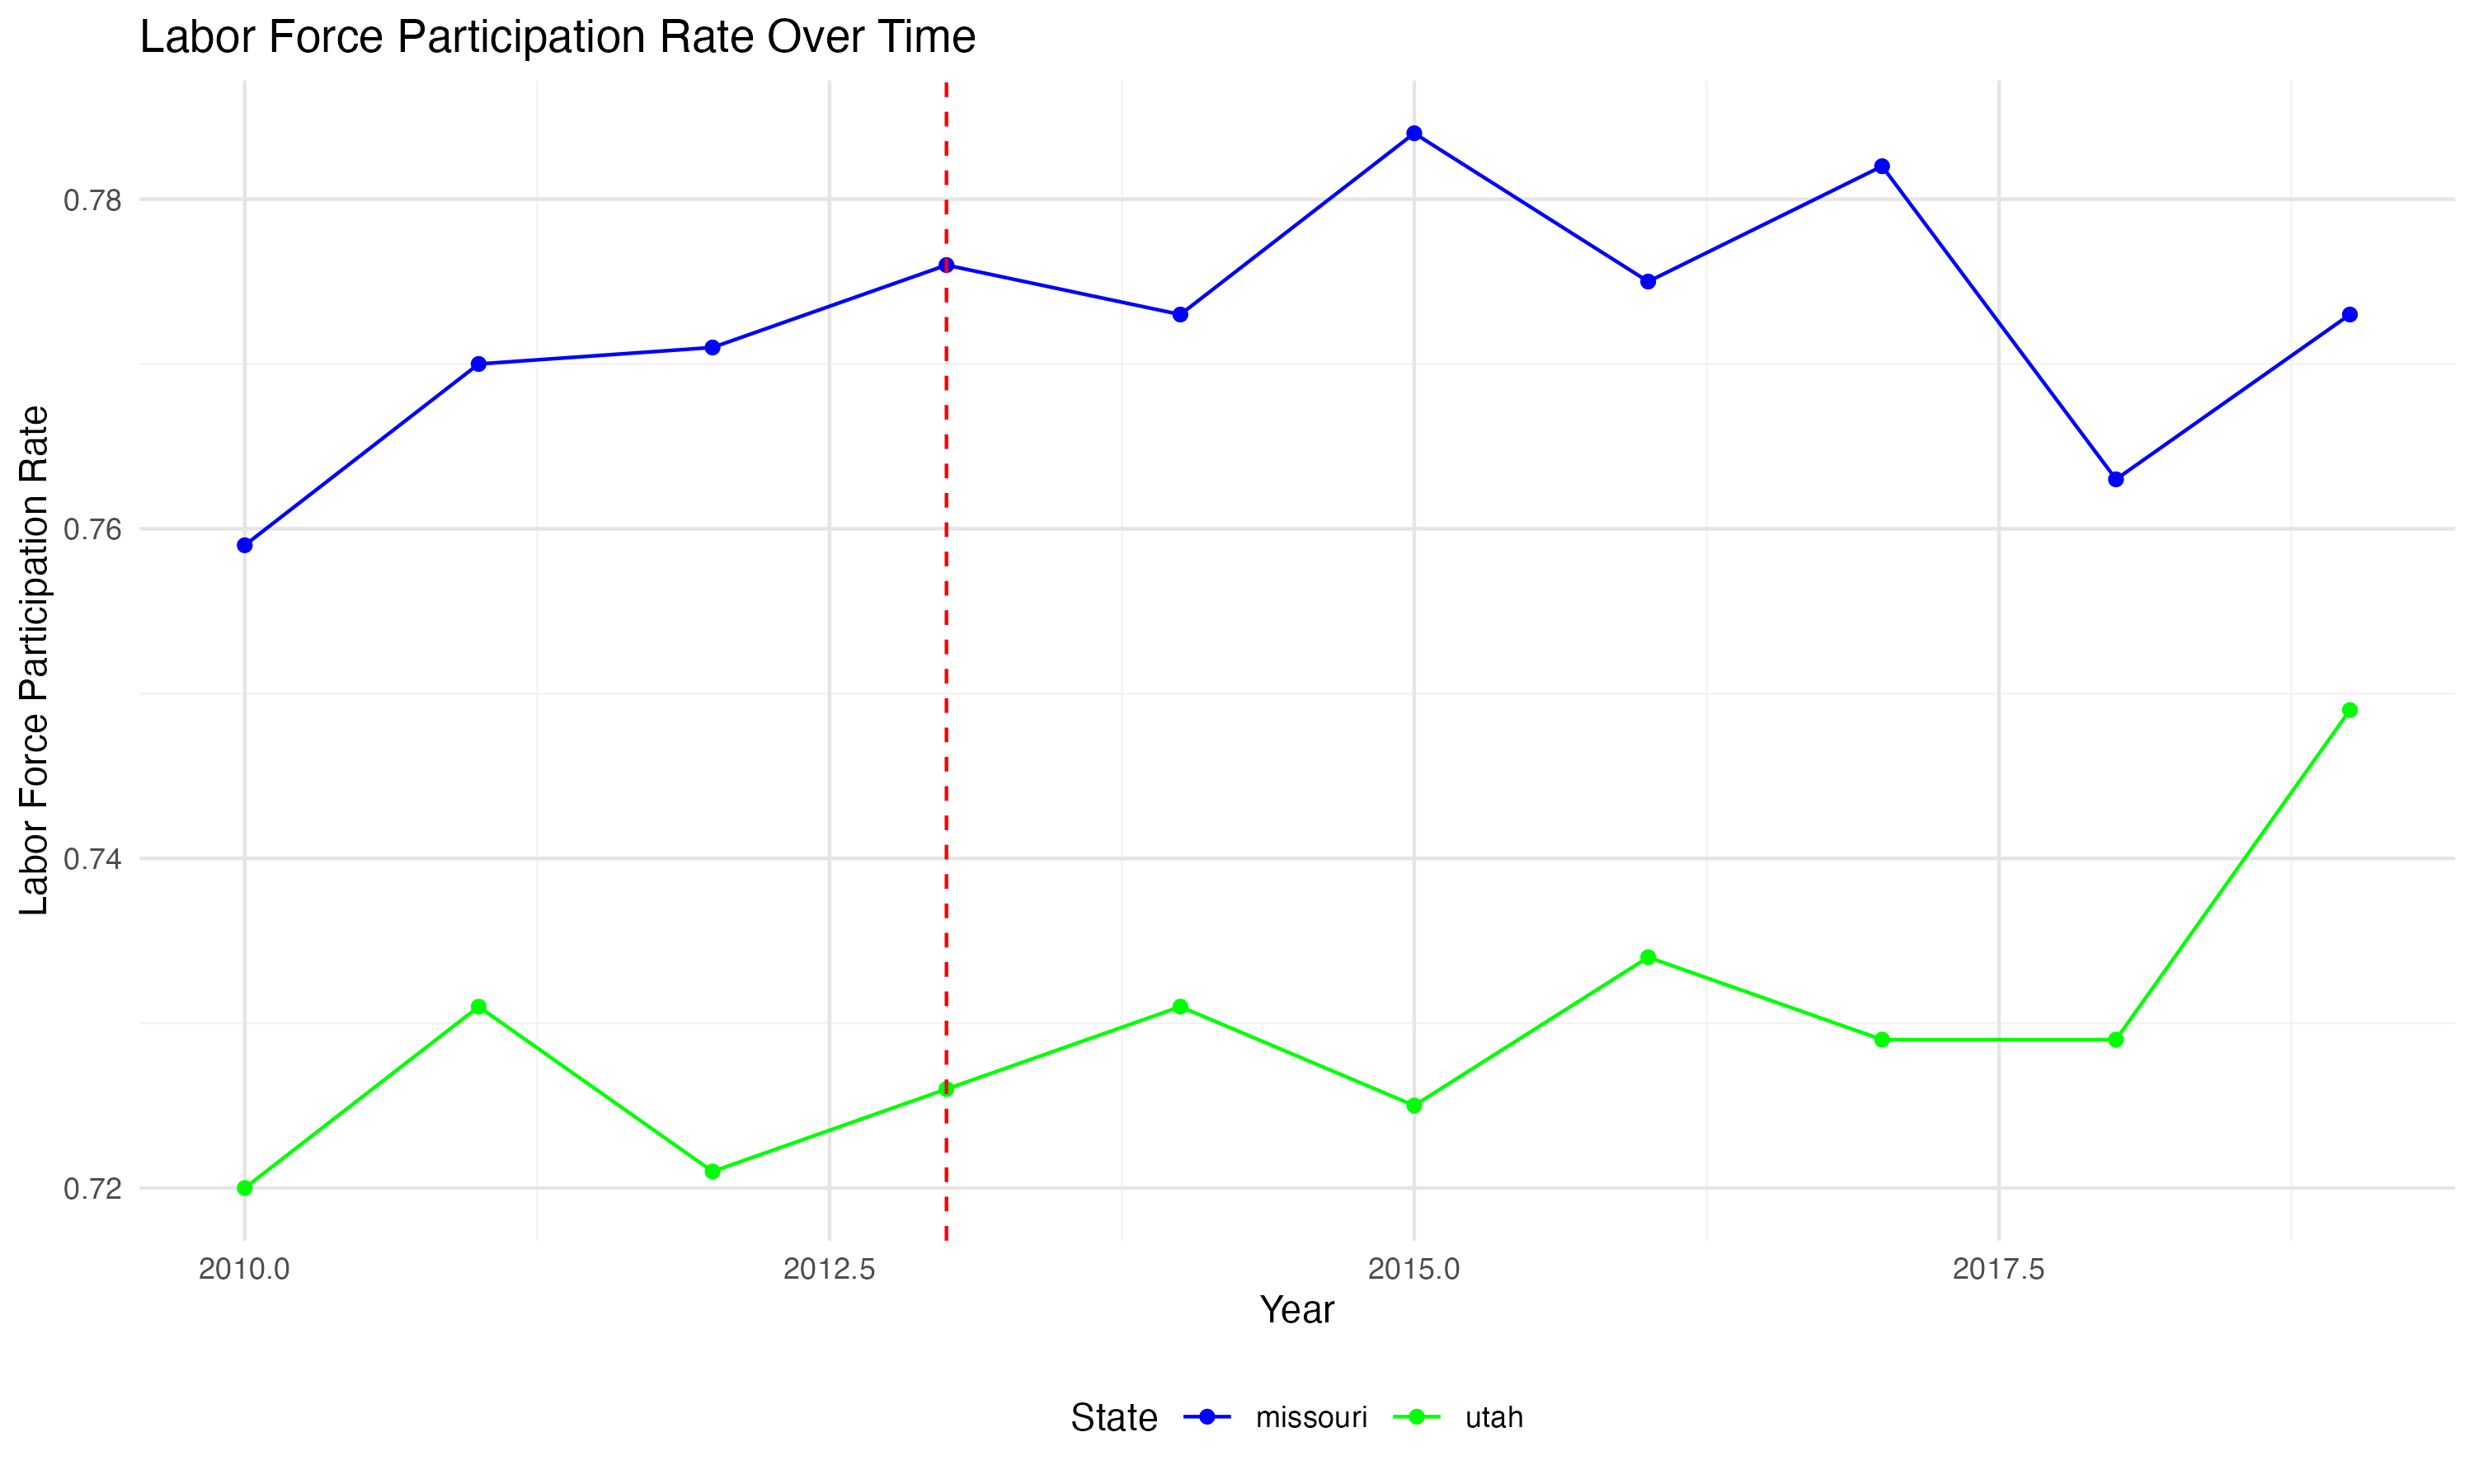 Labor Force Participation Rate Over Time
Labor Force Participation Rate
0.78
0.76
0.74
0.72
2010.0 2012.5 2015.0 2017.5
Year
State missouri utah